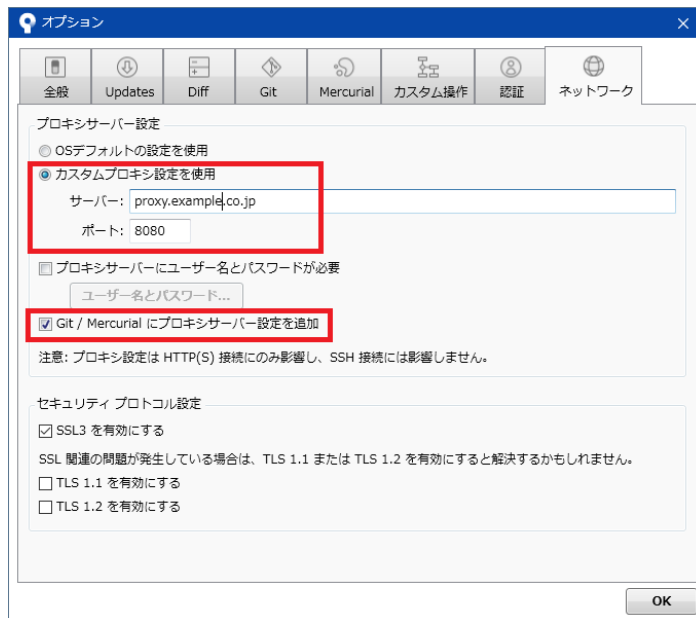 オプション
全般 Updates Diff Git Mercurial カスタム操作 認証 ネットワーク
プロキシサーバー設定
OSデフォルトの設定を使用
カスタムプロキシ設定を使用
サーバー: proxy.example.co.jp
ポート: 8080
プロキシサーバーにユーザー名とパスワードが必要
ユーザー名とパスワード...
Git / Mercurial にプロキシサーバー設定を追加
注意: プロキシ設定は HTTP(S) 接続にのみ影響し、SSH 接続には影響しません。
セキュリティ プロトコル設定
SSL3 を有効にする
SSL 関連の問題が発生している場合は、TLS 1.1 または TLS 1.2 を有効にすると解決するかもしれません。
TLS 1.1 を有効にする
TLS 1.2 を有効にする
OK